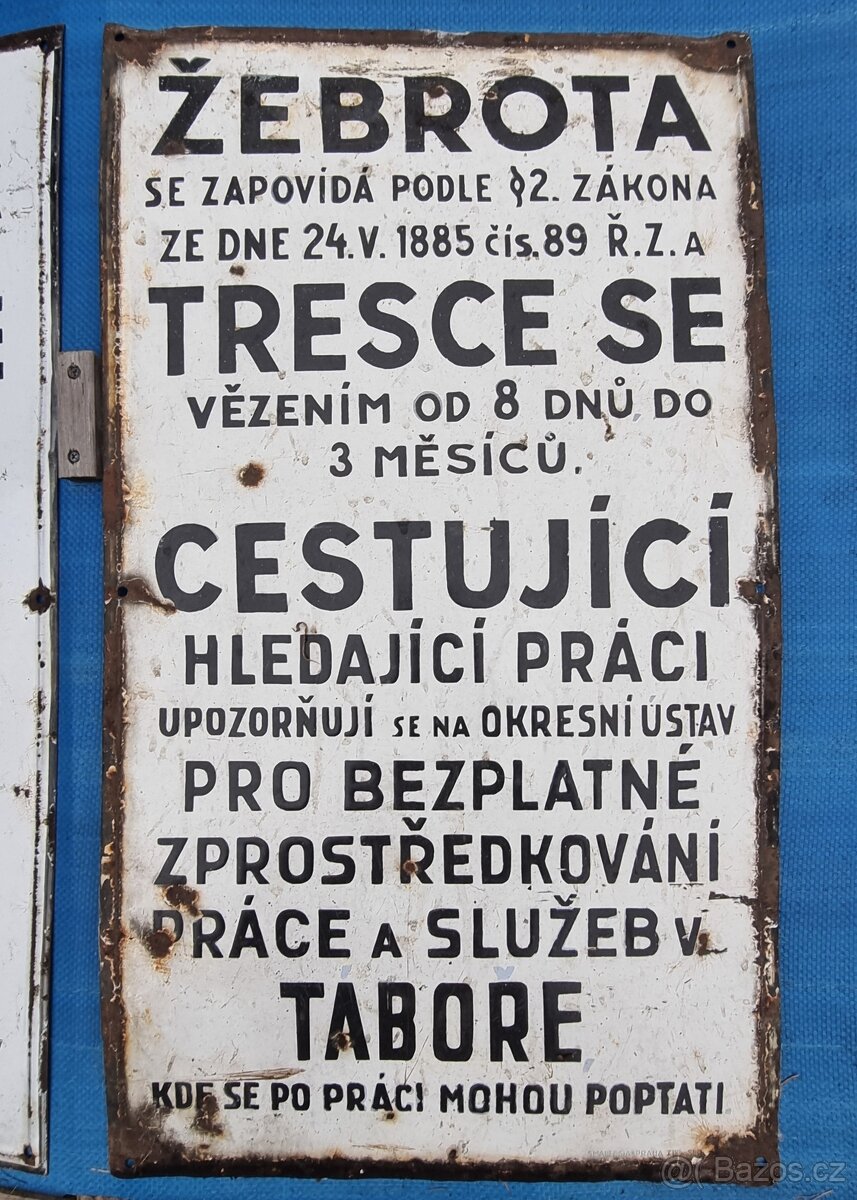 ŽEBROTA
SE ZAPOVÍDÁ PODLE §2. ZÁKONA
ZE DNE 24.V. 1885 čís.89 Ř.Z. A
TRESCE SE
VĚZENÍM OD 8 DNŮ DO
3 MĚSÍCŮ.
CESTUJÍCÍ
HLEDAJÍCÍ PRÁCI
UPOZORŇUJÍ SE NA OKRESNÍ ÚSTAV
PRO BEZPLATNÉ
ZPROSTŘEDKOVÁNÍ
PRÁCE A SLUŽEB V
TÁBOŘE
KDE SE PO PRÁCI MOHOU POPTATI
Bazos.cz